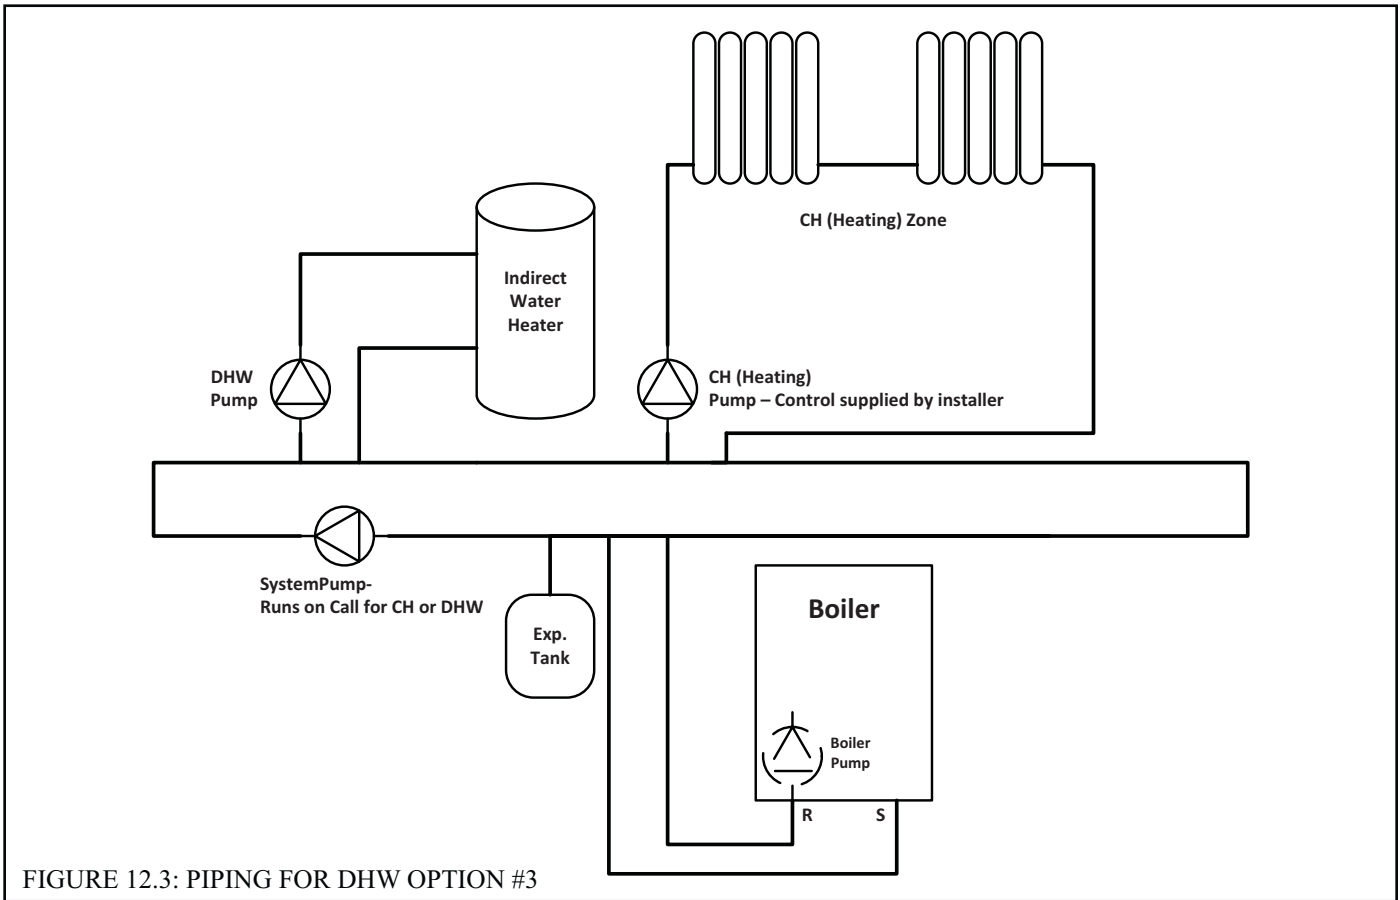 CH (Heating) Zone
Indirect
Water
Heater
DHW
Pump
CH (Heating)
Pump – Control supplied by installer
SystemPump-
Runs on Call for CH or DHW
Exp.
Tank
Boiler
Boiler
Pump
R
S
FIGURE 12.3: PIPING FOR DHW OPTION #3